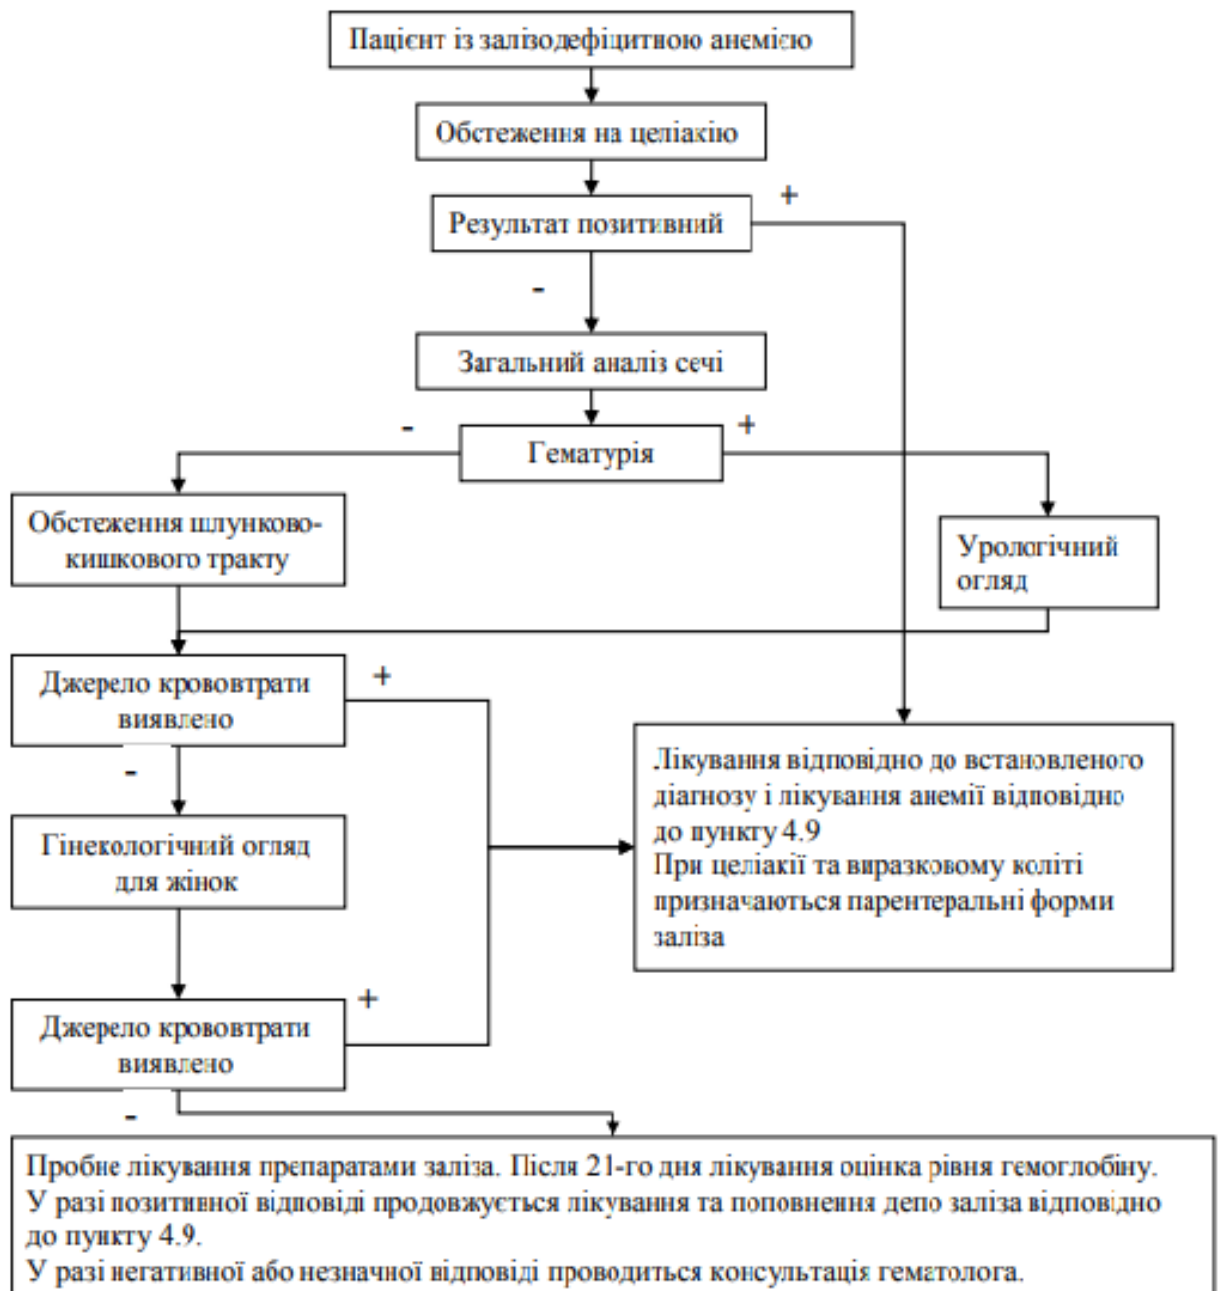 Пацієнт із залізодефіцитною анемією
Обстеження на целіакію
+
Результат позитивний
-
Загальний аналіз сечі
-
+
Гематурія
Обстеження шлунково-
кишкового тракту
Урологічний
огляд
Джерело крововтрати
виявлено
+
-
Лікування відповідно до встановленого
діагнозу і лікування анемії відповідно
до пункту 4.9
При целіакії та виразковому коліті
призначаються парентеральні форми
заліза
Гінекологічний огляд
для жінок
+
Джерело крововтрати
виявлено
-
Пробне лікування препаратами заліза. Після 21-го дня лікування оцінка рівня гемоглобіну.
У разі позитивної відповіді продовжується лікування та поповнення депо заліза відповідно
до пункту 4.9.
У разі негативної або незначної відповіді проводиться консультація гематолога.